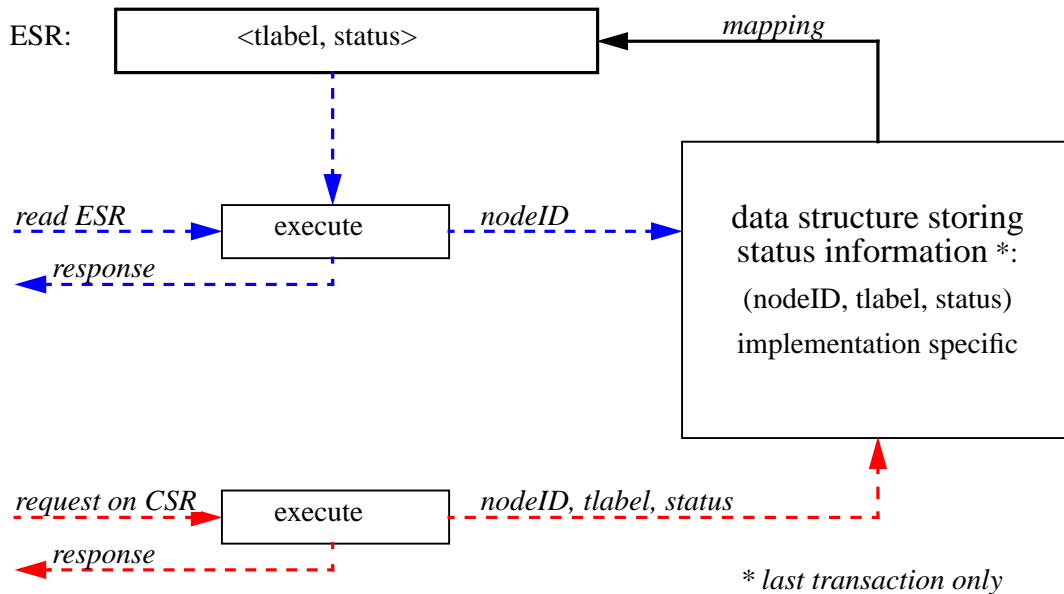 ESR:
<tlabel, status>
mapping
read ESR
execute
nodeID
response
data structure storing
status information *:
(nodeID, tlabel, status)
implementation specific
request on CSR
execute
nodeID, tlabel, status
response
* last transaction only